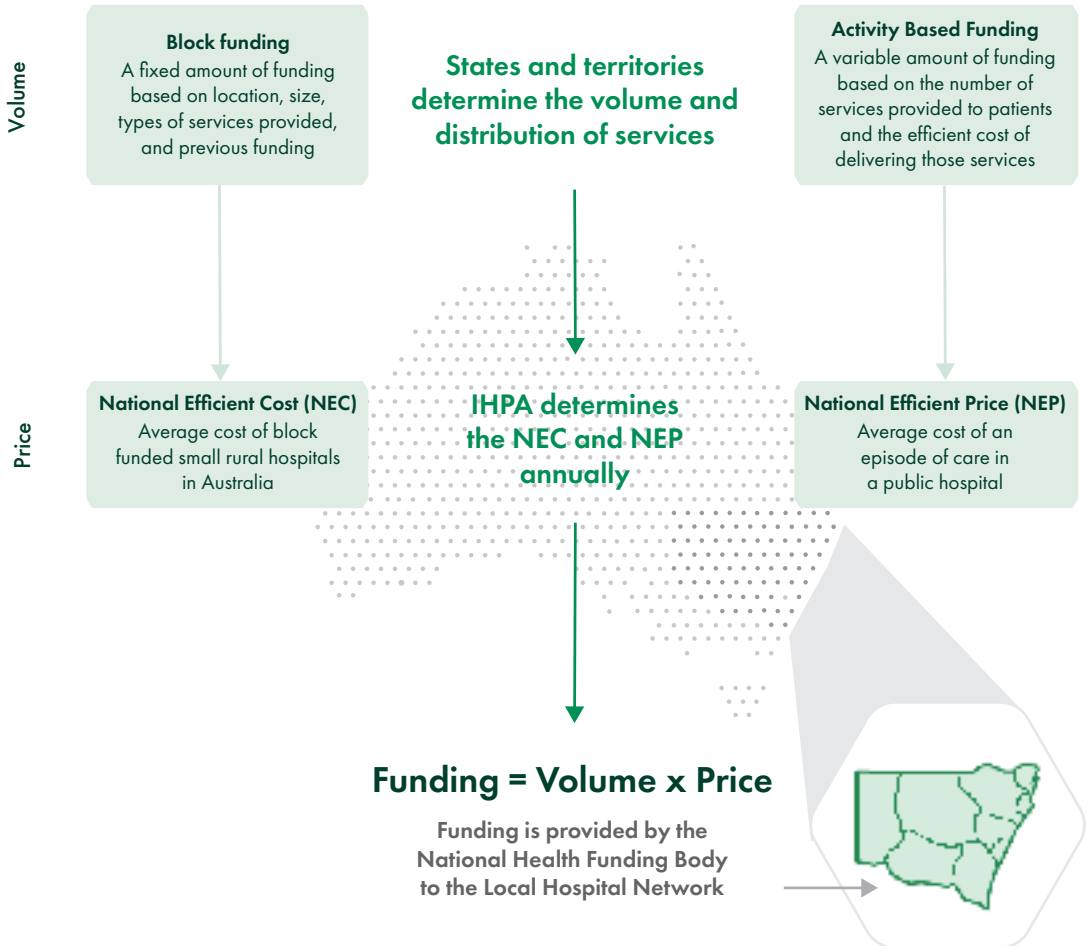 Volume
Block funding
A fixed amount of funding
based on location, size,
types of services provided,
and previous funding
States and territories
determine the volume and
distribution of services
Activity Based Funding
A variable amount of funding
based on the number of
services provided to patients
and the efficient cost of
delivering those services
Price
National Efficient Cost (NEC)
Average cost of block
funded small rural hospitals
in Australia
IHPA determines
the NEC and NEP
annually
National Efficient Price (NEP)
Average cost of an
episode of care in
a public hospital
Funding = Volume x Price
Funding is provided by the
National Health Funding Body
to the Local Hospital Network